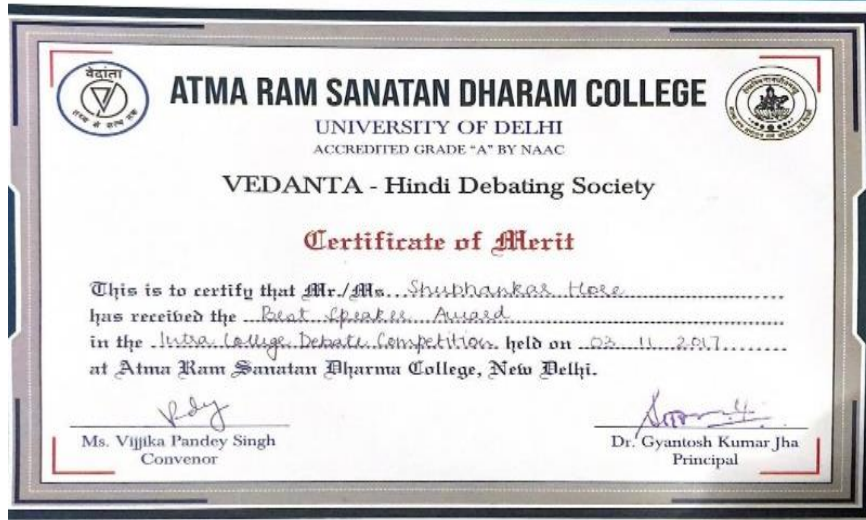 वेदांता
तथ्य से सत्य तक
ATMA RAM SANATAN DHARAM COLLEGE
UNIVERSITY OF DELHI
ACCREDITED GRADE "A" BY NAAC
VEDANTA - Hindi Debating Society
Certificate of Merit
This is to certify that Mr./Ms. Shubhankar Hore
has received the Best Speaker Award
in the Intra College Debate Competition held on 03. 11. 2017
at Atma Ram Sanatan Dharma College, New Delhi.
Ms. Vijjika Pandey Singh
Convenor
Dr. Gyantosh Kumar Jha
Principal